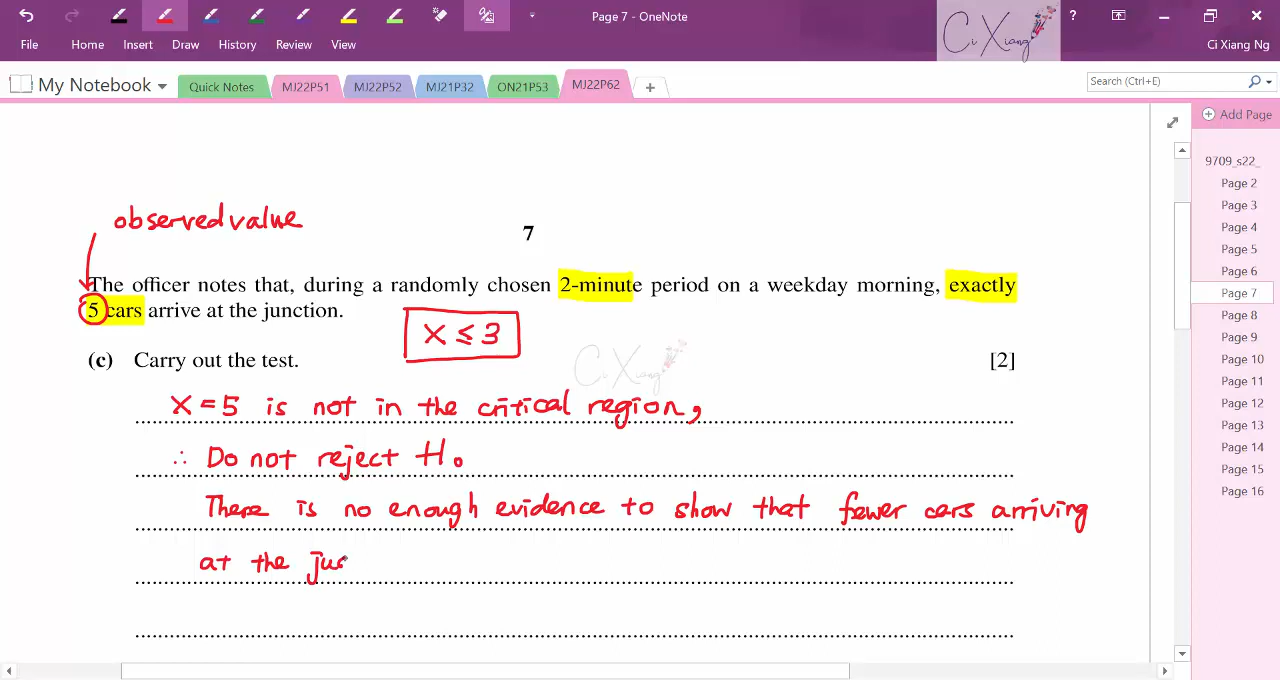 Page 7 - OneNote
Ci Xiang
?
File Home Insert Draw History Review View
Ci Xiang Ng
My Notebook Quick Notes MJ22P51 MJ22P52 MJ21P32 ON21P53 MJ22P62 +
Search (Ctrl+E)
Add Page
9709_s22_
Page 2
Page 3
Page 4
Page 5
Page 6
Page 7
Page 8
Page 9
Page 10
Page 11
Page 12
Page 13
Page 14
Page 15
Page 16
observed value
7
The officer notes that, during a randomly chosen 2-minute period on a weekday morning, exactly
5 cars arrive at the junction.
X ≤ 3
(c) Carry out the test. [2]
Ci Xiang
X = 5 is not in the critical region,
∴ Do not reject H₀
There is no enough evidence to show that fewer cars arriving
at the jus